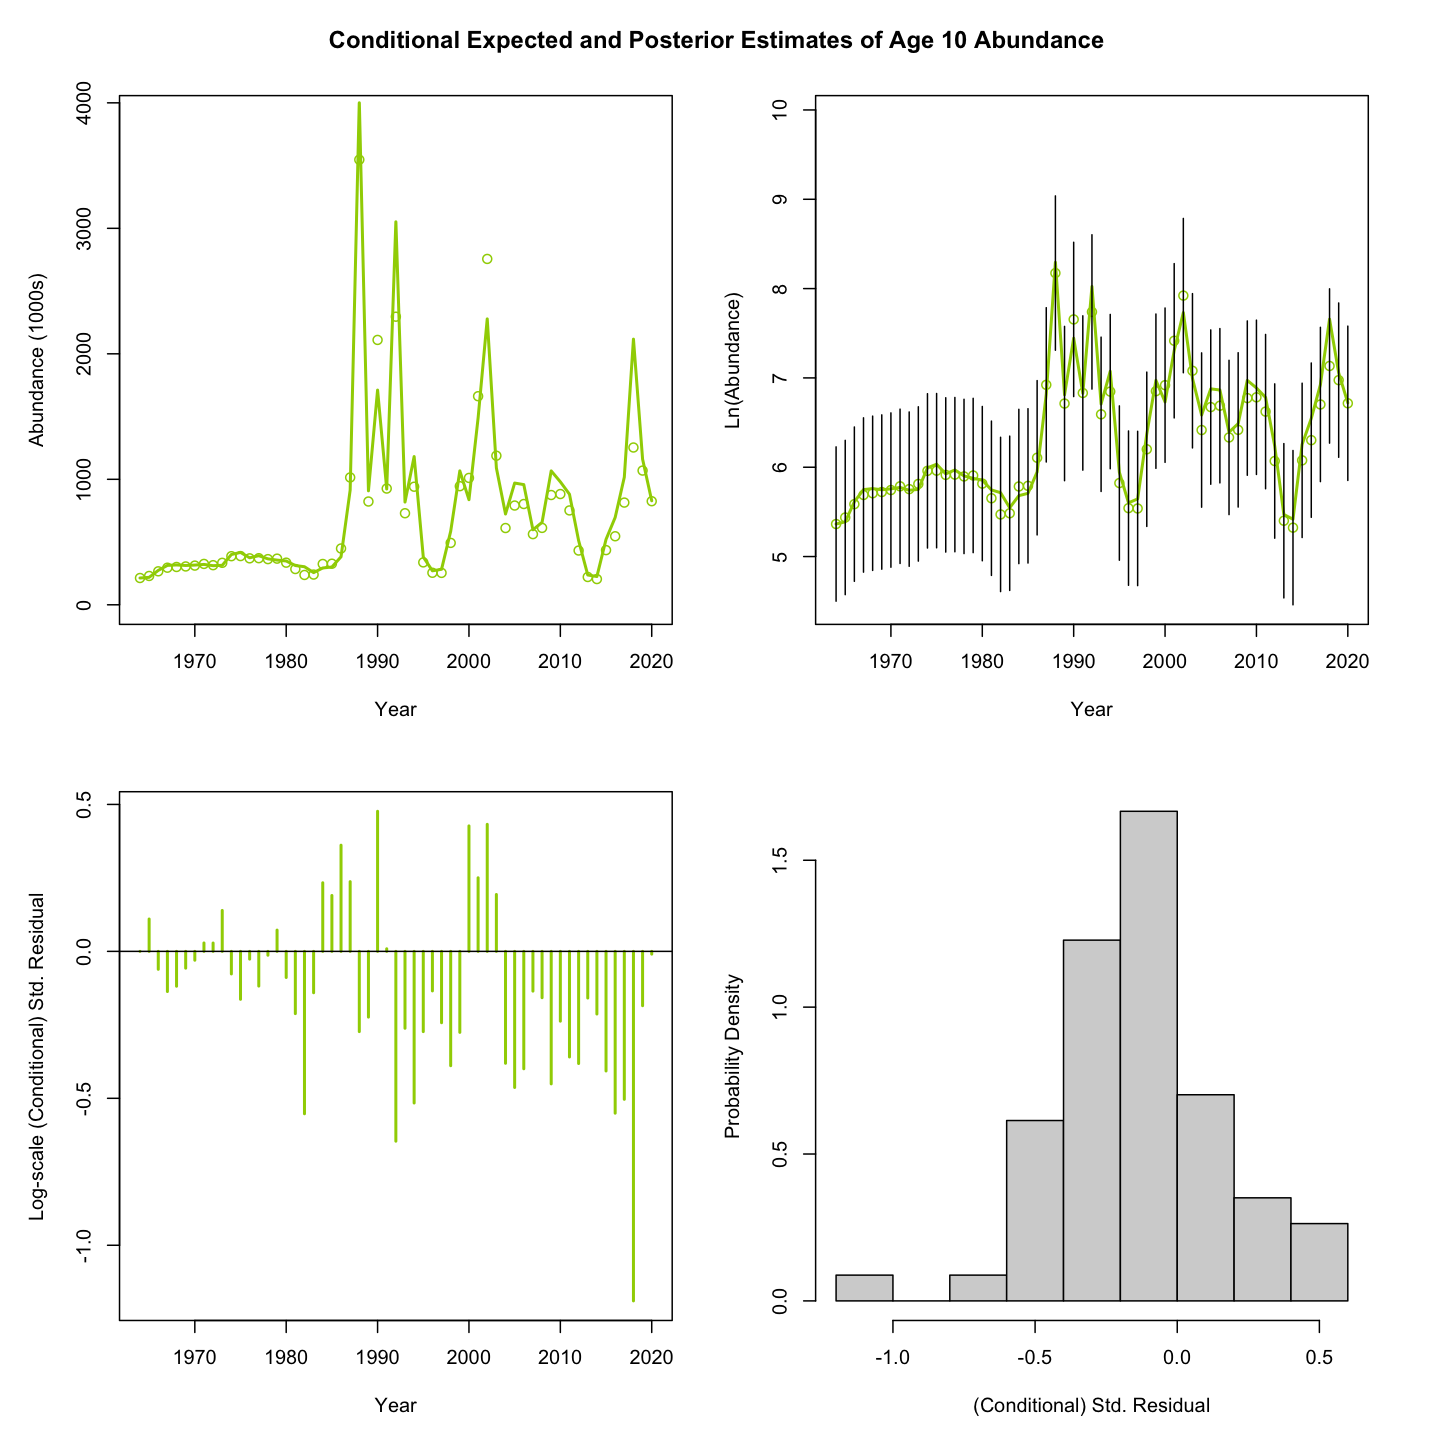 Conditional Expected and Posterior Estimates of Age 10 Abundance
Abundance (1000s)
4000
3000
2000
1000
0
1970 1980 1990 2000 2010 2020
Year
Ln(Abundance)
10
9
8
7
6
5
1970 1980 1990 2000 2010 2020
Year
Log-scale (Conditional) Std. Residual
0.5
0.0
-0.5
-1.0
1970 1980 1990 2000 2010 2020
Year
Probability Density
1.5
1.0
0.5
0.0
-1.0 -0.5 0.0 0.5
(Conditional) Std. Residual